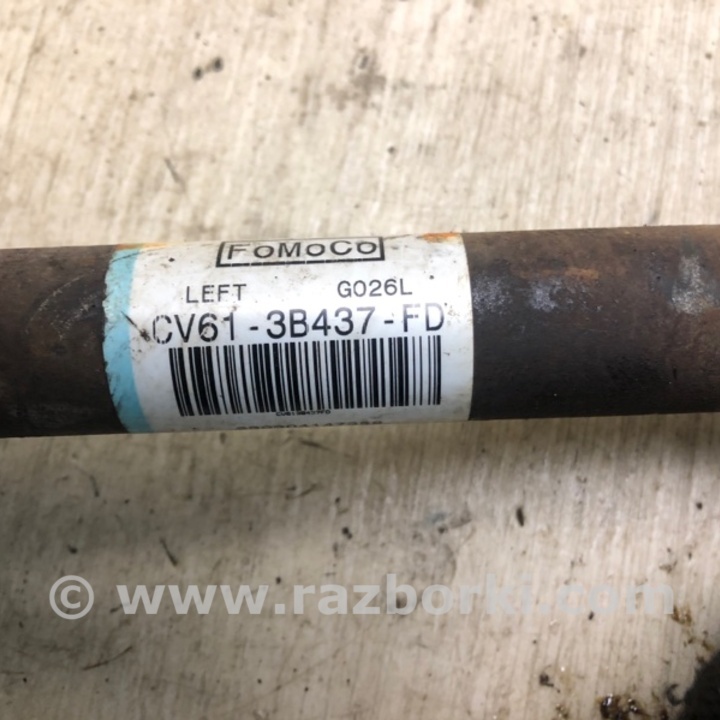 FoMoCo
LEFT G026L
CV61-3B437-FD
© www.razborki.com